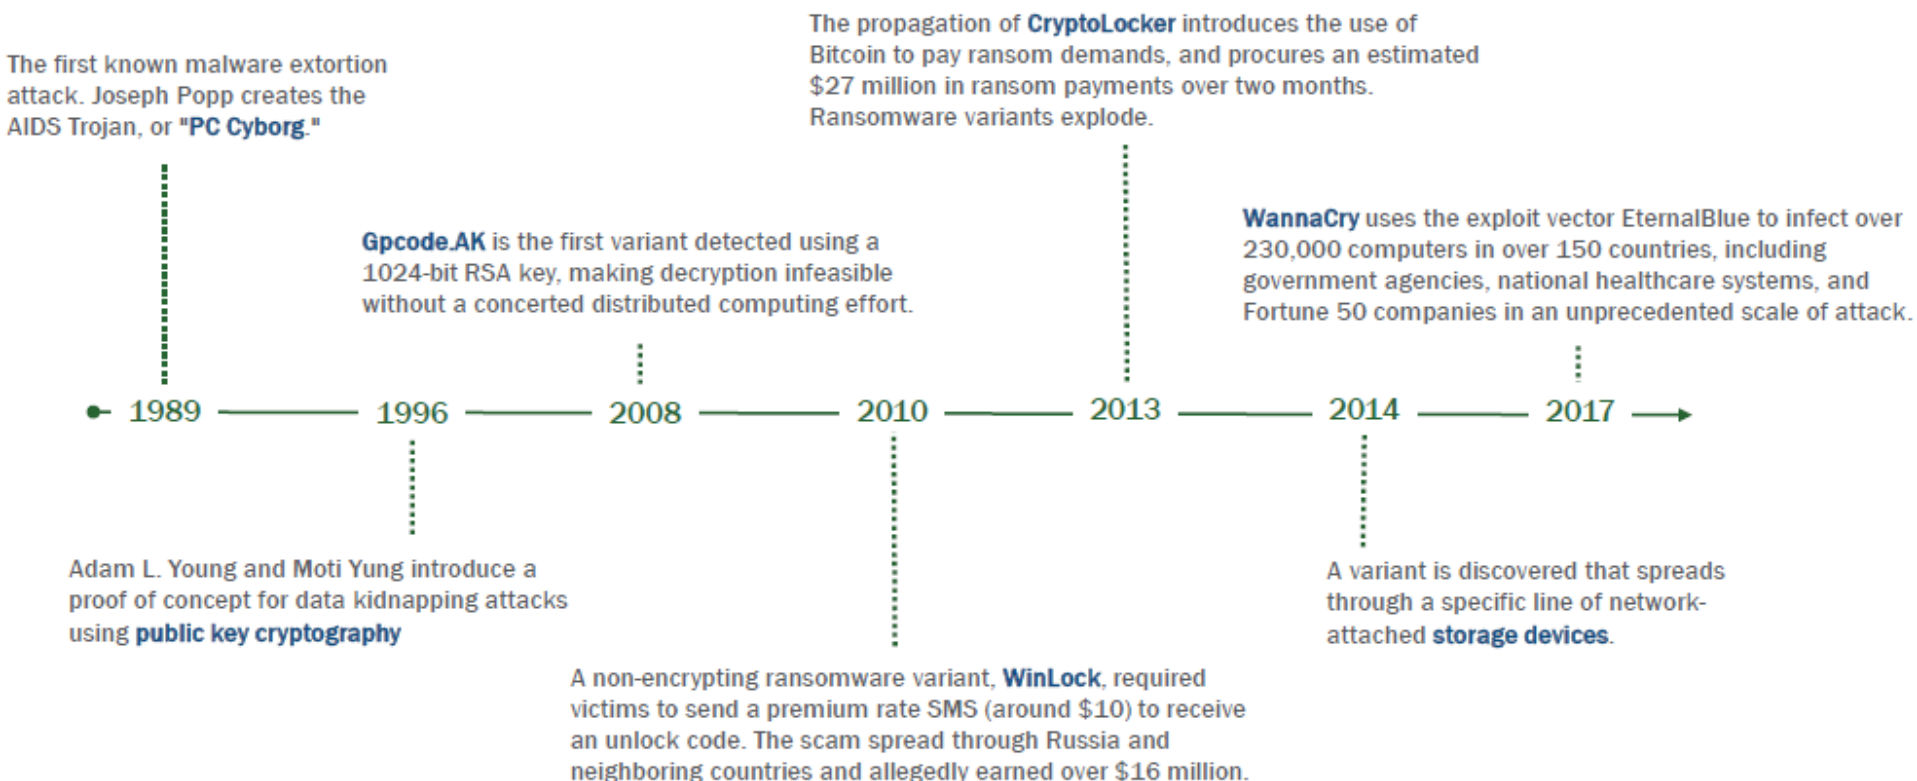 The first known malware extortion
attack. Joseph Popp creates the
AIDS Trojan, or "PC Cyborg."
The propagation of CryptoLocker introduces the use of
Bitcoin to pay ransom demands, and procures an estimated
$27 million in ransom payments over two months.
Ransomware variants explode.
Gpcode.AK is the first variant detected using a
1024-bit RSA key, making decryption infeasible
without a concerted distributed computing effort.
WannaCry uses the exploit vector EternalBlue to infect over
230,000 computers in over 150 countries, including
government agencies, national healthcare systems, and
Fortune 50 companies in an unprecedented scale of attack.
1989 1996 2008 2010 2013 2014 2017
Adam L. Young and Moti Yung introduce a
proof of concept for data kidnapping attacks
using public key cryptography
A variant is discovered that spreads
through a specific line of network-
attached storage devices.
A non-encrypting ransomware variant, WinLock, required
victims to send a premium rate SMS (around $10) to receive
an unlock code. The scam spread through Russia and
neighboring countries and allegedly earned over $16 million.